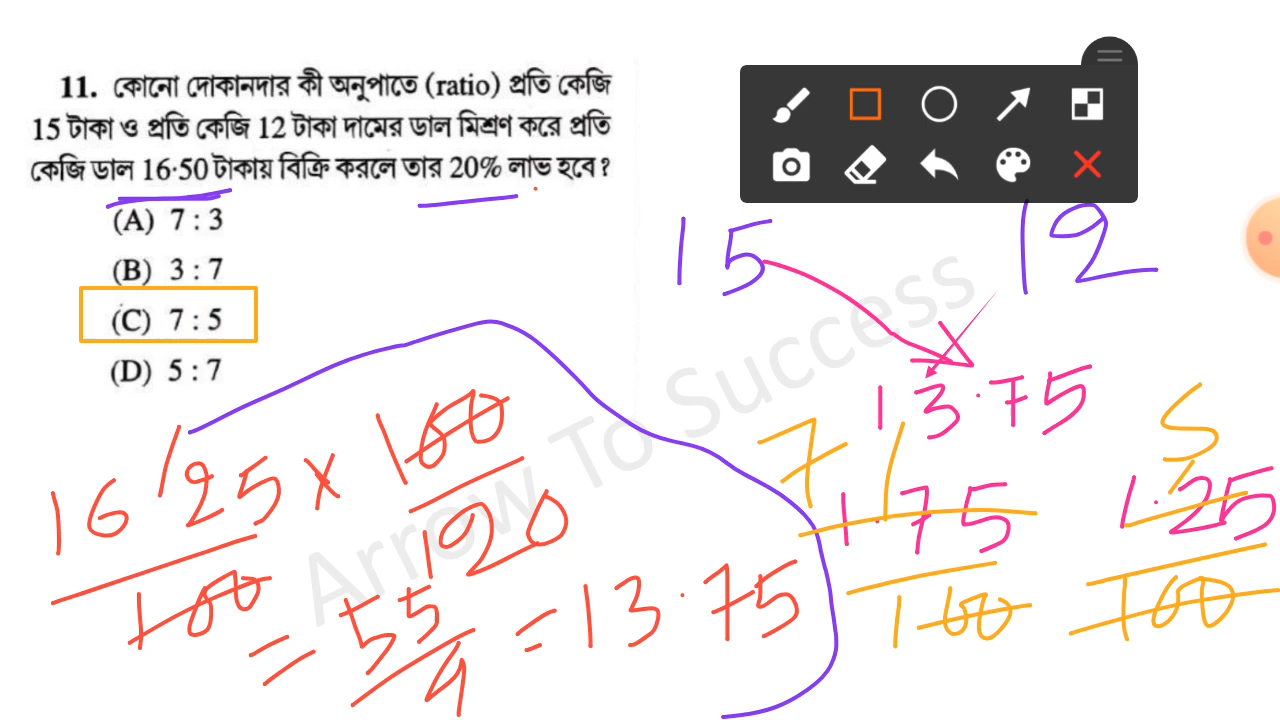 11. কোনো দোকানদার কী অনুপাতে (ratio) প্রতি কেজি
15 টাকা ও প্রতি কেজি 12 টাকা দামের ডাল মিশ্রণ করে প্রতি
কেজি ডাল 16·50 টাকায় বিক্রি করলে তার 20% লাভ হবে?
(A) 7 : 3
(B) 3 : 7
(C) 7 : 5
(D) 5 : 7
15 12
13.75
7 5
1.75 1.25
100 100
16 25 × 100
100 120
= 55/4 = 13.75
Arrow To Success